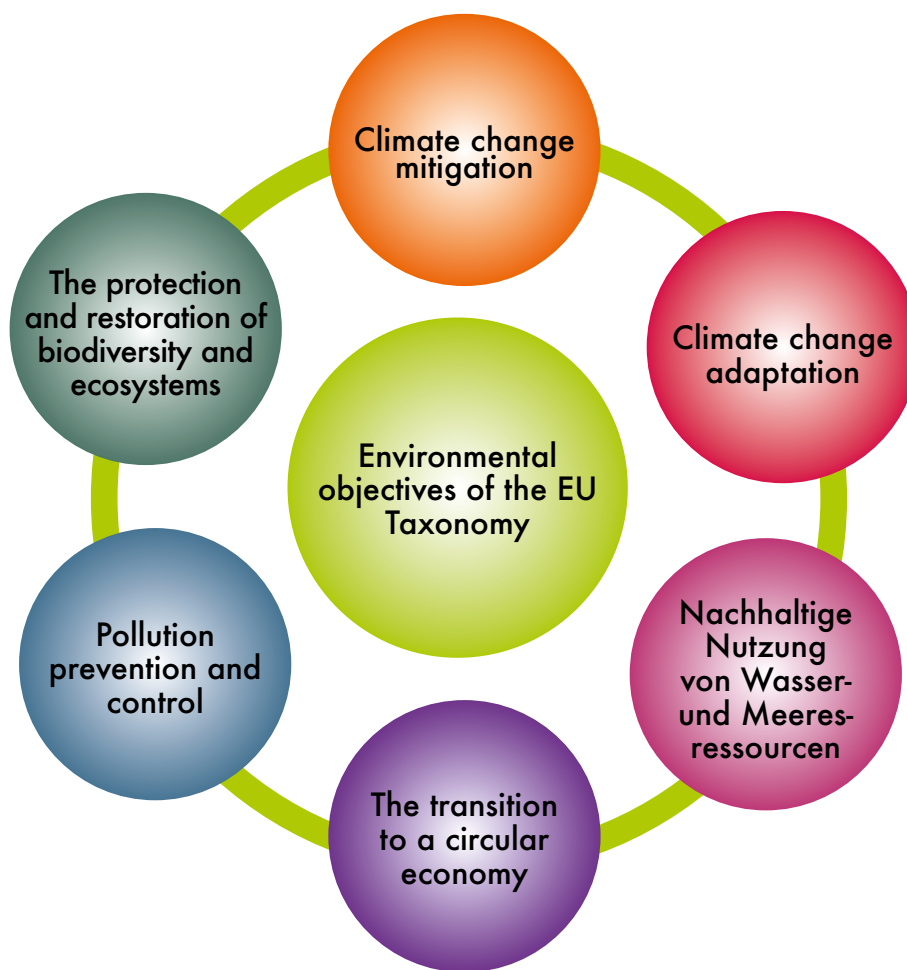 Climate change
mitigation
Climate change
adaptation
Nachhaltige
Nutzung
von Wasser-
und Meeres-
ressourcen
The transition
to a circular
economy
Pollution
prevention and
control
The protection
and restoration of
biodiversity and
ecosystems
Environmental
objectives of the EU
Taxonomy